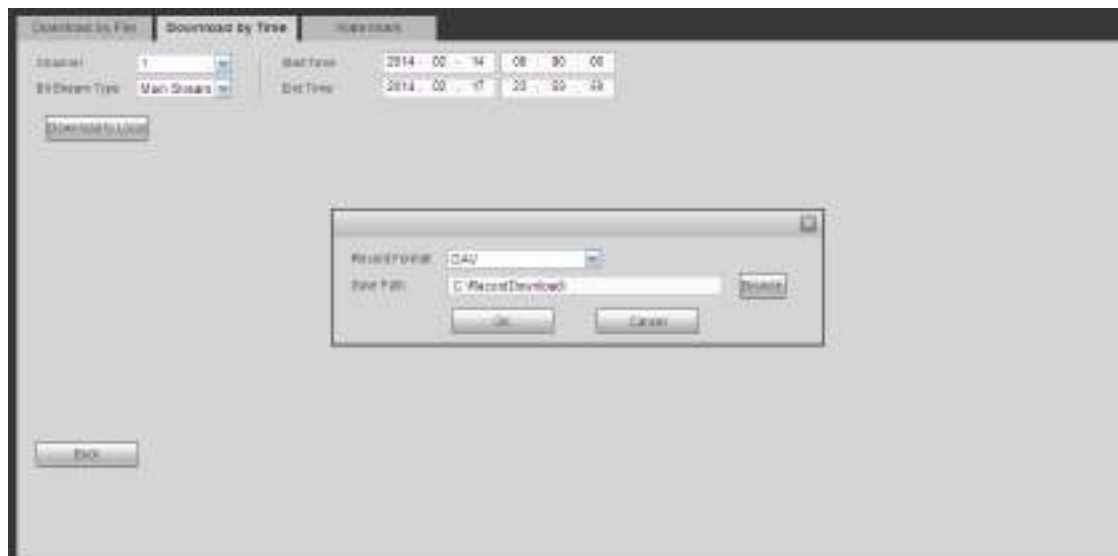 Download by File Download by Time Watermark
Channel 1 Start Time 2014 - 02 - 14 00 : 00 : 00
Bit Stream Type Main Stream End Time 2014 - 02 - 17 23 : 59 : 59
Download to Local
Record Format DAV
Save Path C:\RecordDownload\ Browse
OK Cancel
Back